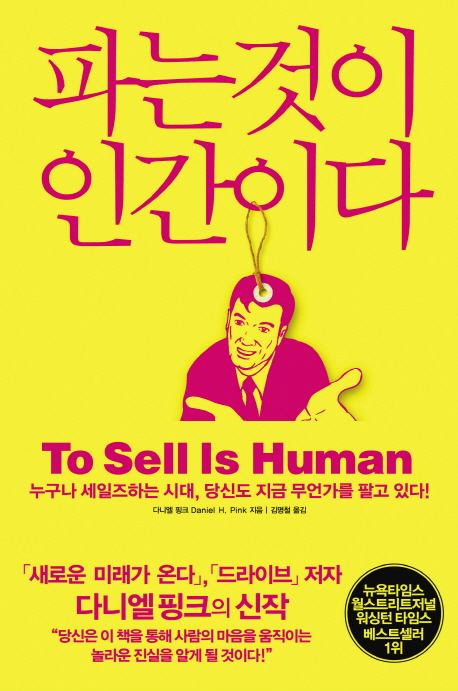 파는것이
인간이다
To Sell Is Human
누구나 세일즈하는 시대, 당신도 지금 무언가를 팔고 있다!
다니엘 핑크 Daniel H. Pink 지음 | 김명철 옮김
「새로운 미래가 온다」, 「드라이브」 저자
다니엘 핑크의 신작
“당신은 이 책을 통해 사람의 마음을 움직이는
놀라운 진실을 알게 될 것이다!”
뉴욕타임스
월스트리트저널
워싱턴 타임스
베스트셀러
1위